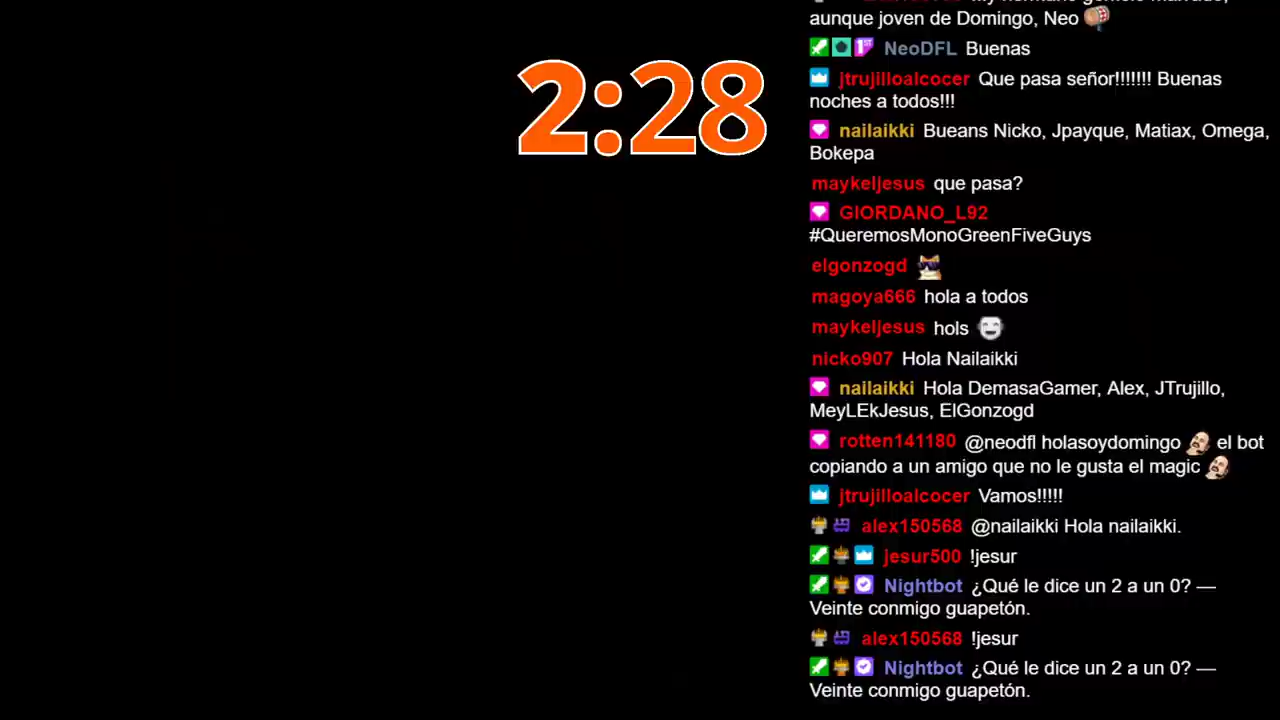 2:28
aunque joven de Domingo, Neo
NeoDFL Buenas
jtrujilloalcocer Que pasa señor!!!!!!! Buenas
noches a todos!!!
nailaikki Bueans Nicko, Jpayque, Matiax, Omega,
Bokepa
maykeljesus que pasa?
GIORDANO_L92
#QueremosMonoGreenFiveGuys
elgonzogd
magoya666 hola a todos
maykeljesus hols
nicko907 Hola Nailaikki
nailaikki Hola DemasaGamer, Alex, JTrujillo,
MeyLEkJesus, ElGonzogd
rotten141180 @neodfl holasoydomingo el bot
copiando a un amigo que no le gusta el magic
jtrujilloalcocer Vamos!!!!!
alex150568 @nailaikki Hola nailaikki.
jesur500 !jesur
Nightbot ¿Qué le dice un 2 a un 0? —
Veinte conmigo guapetón.
alex150568 !jesur
Nightbot ¿Qué le dice un 2 a un 0? —
Veinte conmigo guapetón.